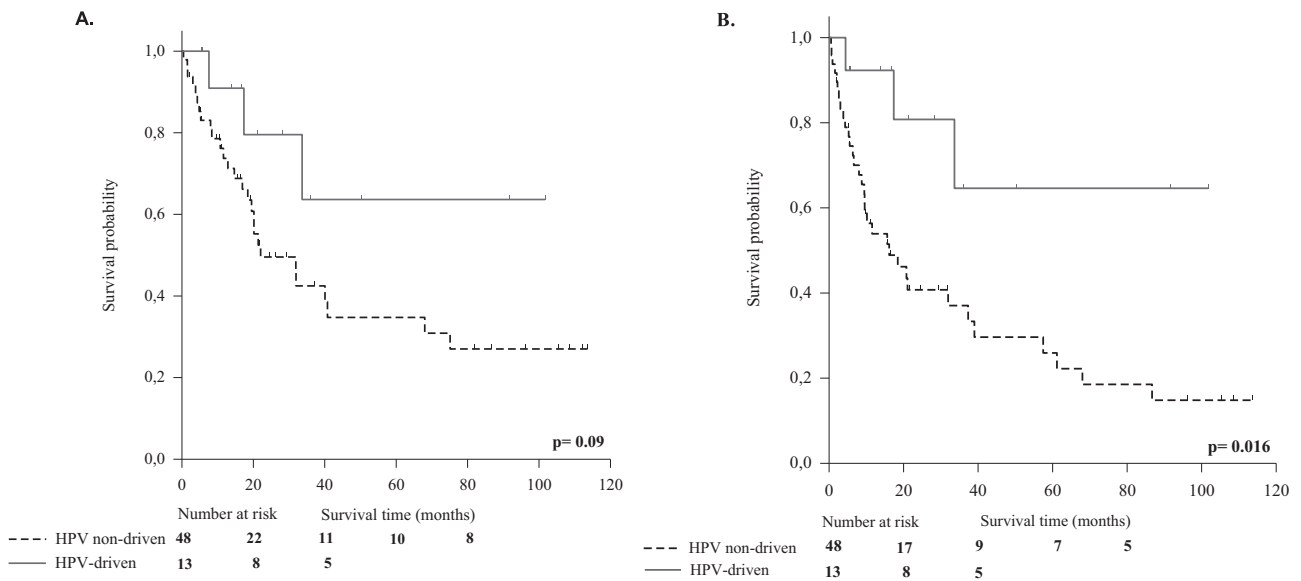 A.
1,0
0,8
0,6
0,4
0,2
0,0
Survival probability
p= 0.09
0 20 40 60 80 100 120
Number at risk Survival time (months)
HPV non-driven 48 22 11 10 8
HPV-driven 13 8 5
B.
1,0
0,8
0,6
0,4
0,2
0,0
Survival probability
p= 0.016
0 20 40 60 80 100 120
Number at risk Survival time (months)
HPV non-driven 48 17 9 7 5
HPV-driven 13 8 5